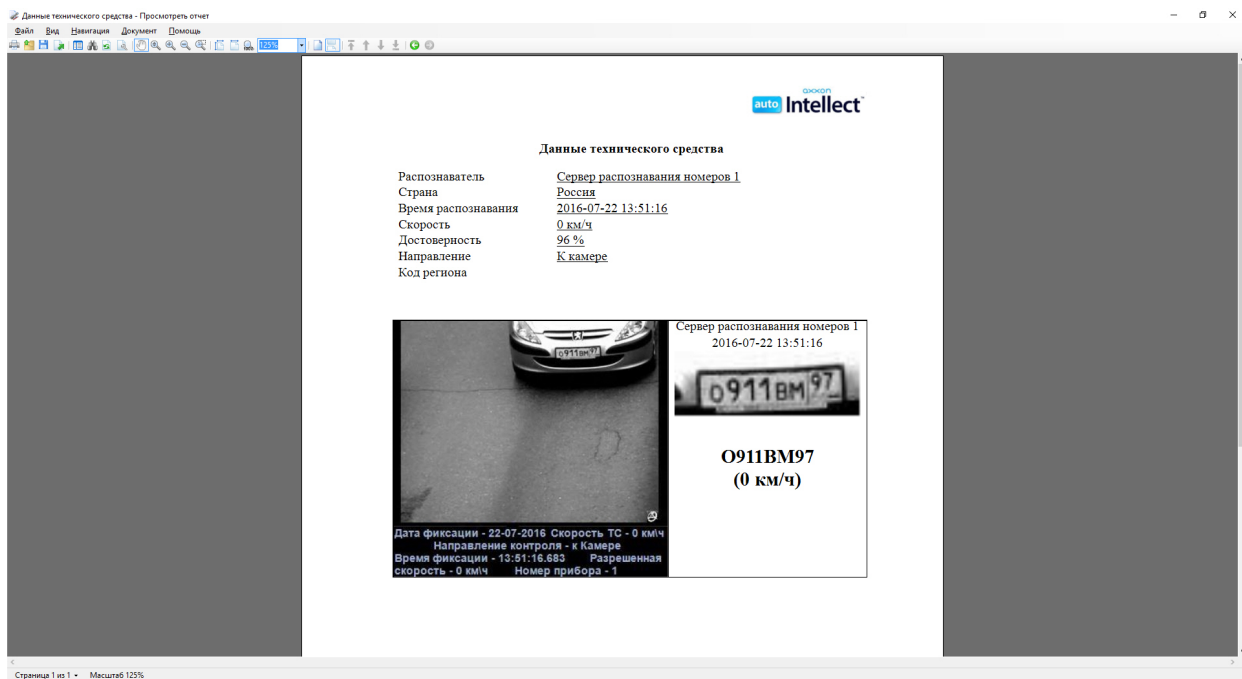 Данные технического средства - Просмотреть отчет
Файл Вид Навигация Документ Помощь
125%
axxon
auto Intellect™
Данные технического средства
Распознаватель Сервер распознавания номеров 1
Страна Россия
Время распознавания 2016-07-22 13:51:16
Скорость 0 км/ч
Достоверность 96 %
Направление К камере
Код региона
О911ВМ97
Дата фиксации - 22-07-2016 Скорость ТС - 0 км\ч
Направление контроля - к Камере
Время фиксации - 13:51:16.683 Разрешенная
скорость - 0 км\ч Номер прибора - 1
Сервер распознавания номеров 1
2016-07-22 13:51:16
О911ВМ 97
О911ВМ97
(0 км/ч)
Страница 1 из 1 Масштаб 125%